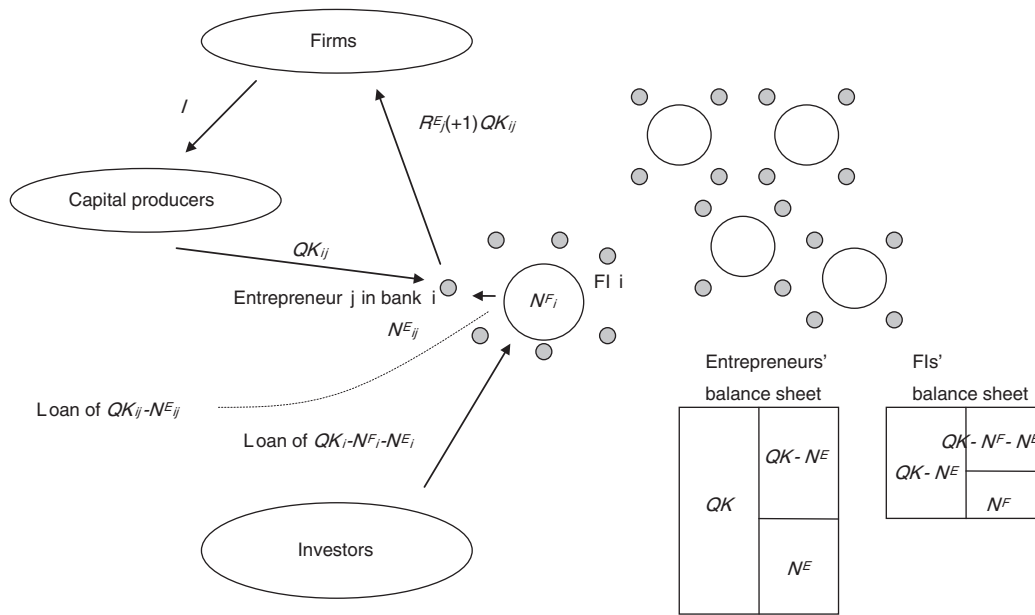 Firms
I
R^E_j(+1)QK_ij
Capital producers
QK_ij
FI i
Entrepreneur j in bank i
N^F_i
N^E_ij
Entrepreneurs'
balance sheet
FIs'
balance sheet
Loan of QK_ij-N^E_ij
Loan of QK_i-N^F_i-N^E_i
QK
QK - N^E
N^E
QK - N^E
QK - N^F - N^E
N^F
Investors